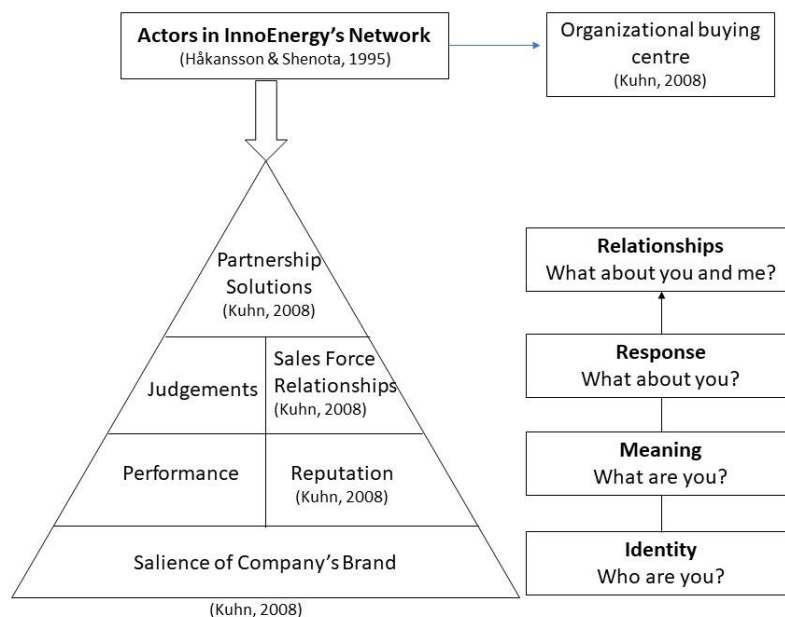 Actors in InnoEnergy's Network
(Håkansson & Shenota, 1995)
Organizational buying
centre
(Kuhn, 2008)
Partnership
Solutions
(Kuhn, 2008)
Judgements
Sales Force
Relationships
(Kuhn, 2008)
Performance
Reputation
(Kuhn, 2008)
Salience of Company's Brand
(Kuhn, 2008)
Relationships
What about you and me?
Response
What about you?
Meaning
What are you?
Identity
Who are you?